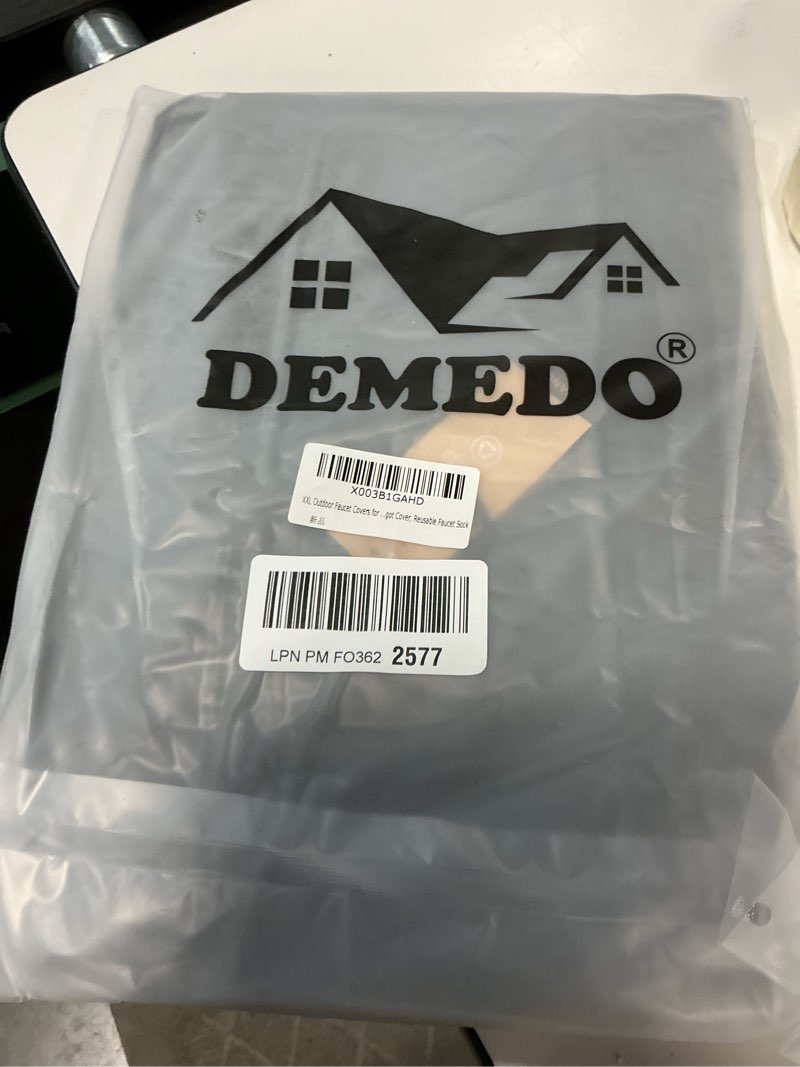 DEMEDO®
X003B1GAHD
XXL Outdoor Faucet Covers for ...got Cover, Reusable Faucet Sock
新品
LPN PM FO362 2577